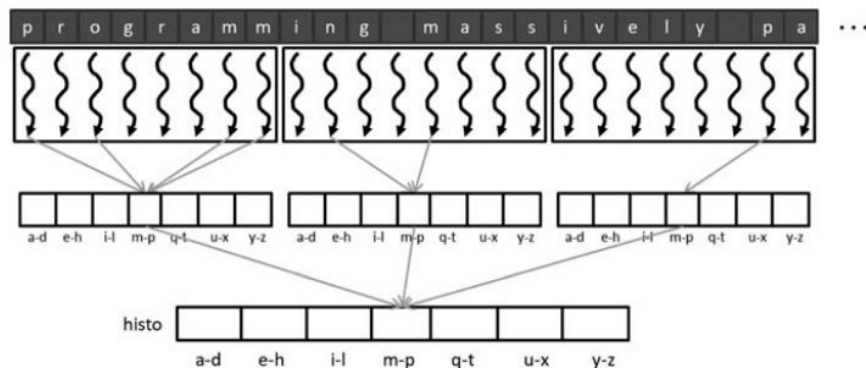 p r o g r a m m i n g m a s s i v e l y p a ...
a-d e-h i-l m-p q-t u-x y-z a-d e-h i-l m-p q-t u-x y-z a-d e-h i-l m-p q-t u-x y-z
histo
a-d e-h i-l m-p q-t u-x y-z